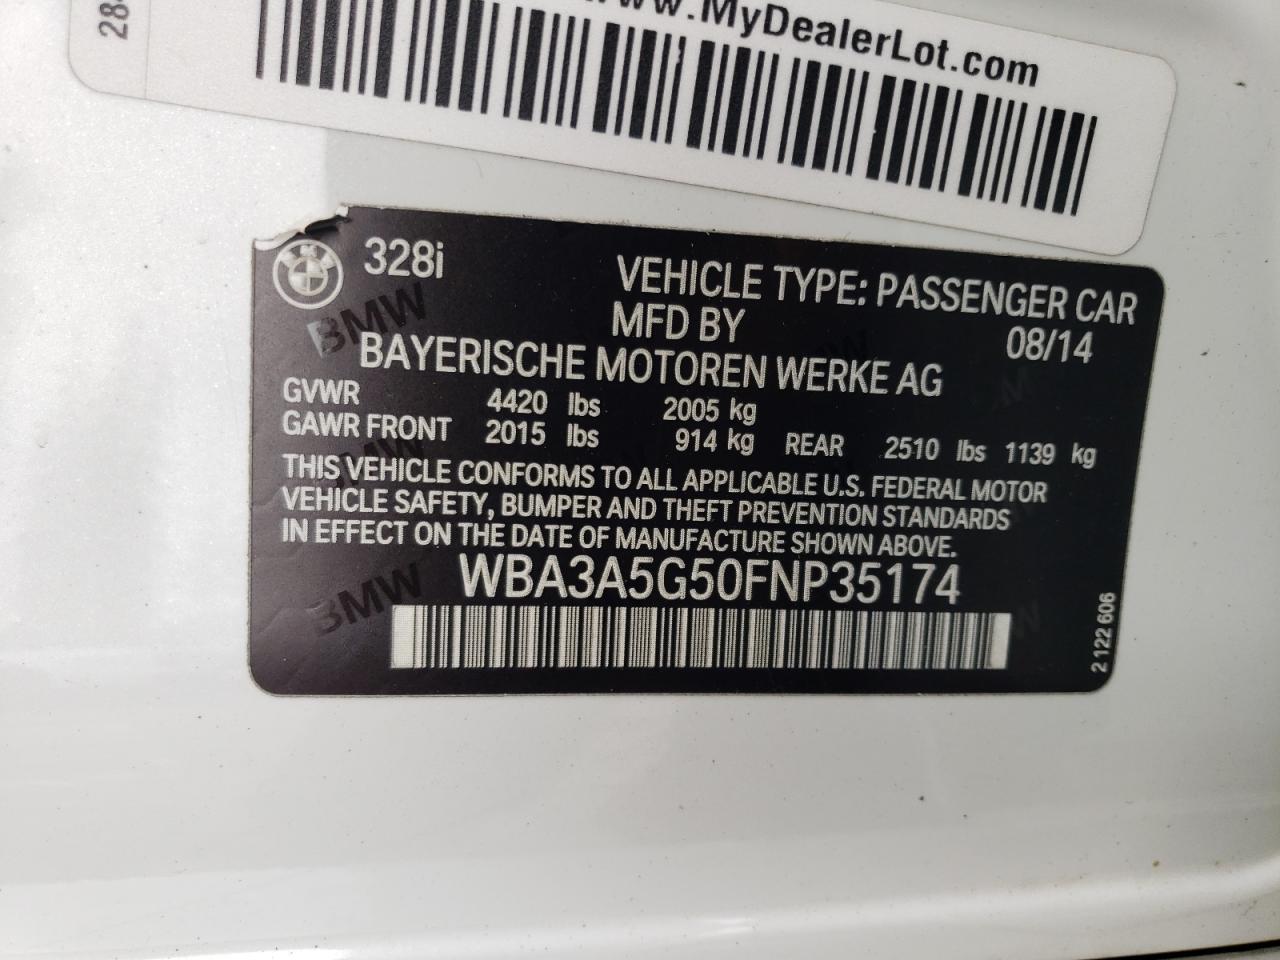 www.MyDealerLot.com
328i
VEHICLE TYPE: PASSENGER CAR
MFD BY 08/14
BAYERISCHE MOTOREN WERKE AG
GVWR 4420 lbs 2005 kg
GAWR FRONT 2015 lbs 914 kg REAR 2510 lbs 1139 kg
THIS VEHICLE CONFORMS TO ALL APPLICABLE U.S. FEDERAL MOTOR
VEHICLE SAFETY, BUMPER AND THEFT PREVENTION STANDARDS
IN EFFECT ON THE DATE OF MANUFACTURE SHOWN ABOVE.
WBA3A5G50FNP35174
2 122 606
BMW
BMW
BMW